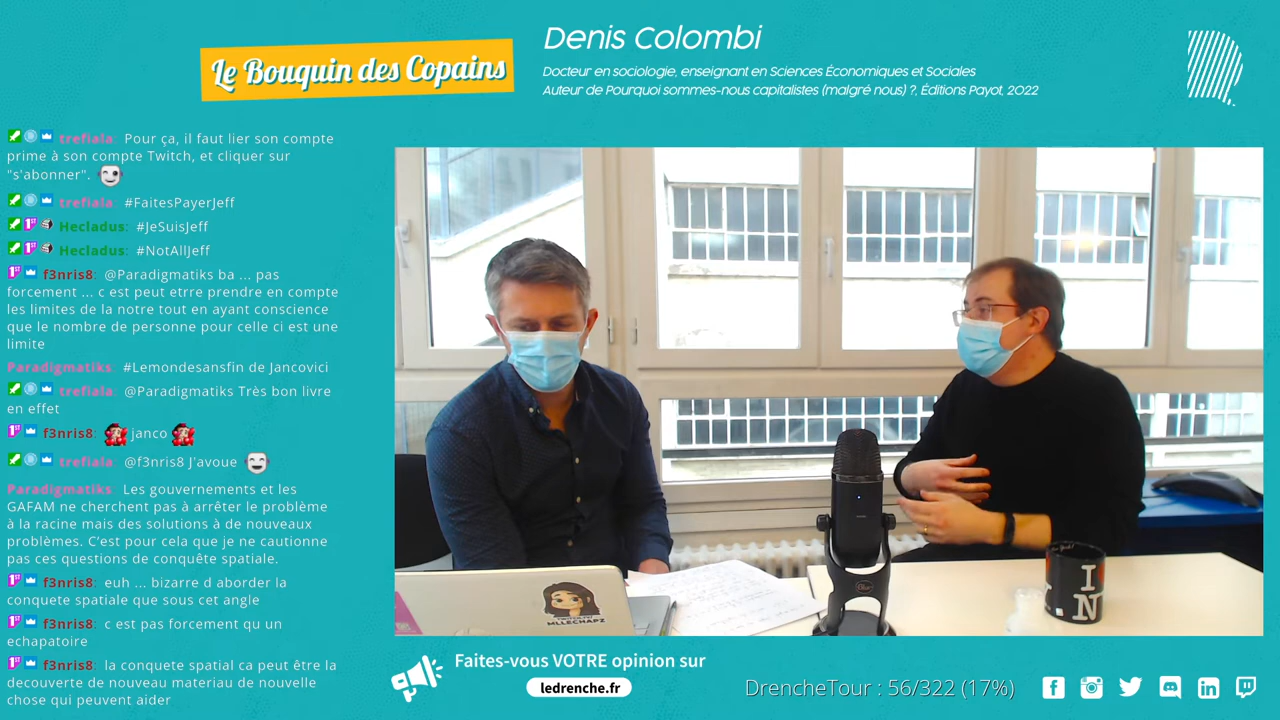 Le Bouquin des Copains
Denis Colombi
Docteur en sociologie, enseignant en Sciences Économiques et Sociales
Auteur de Pourquoi sommes-nous capitalistes (malgré nous) ?, Éditions Payot, 2022
trefiala: Pour ça, il faut lier son compte
prime à son compte Twitch, et cliquer sur
"s'abonner".
trefiala: #FaitesPayerJeff
Hecladus: #JeSuisJeff
Hecladus: #NotAllJeff
f3nris8: @Paradigmatiks ba ... pas
forcement ... c est peut etrre prendre en compte
les limites de la notre tout en ayant conscience
que le nombre de personne pour celle ci est une
limite
Paradigmatiks: #Lemondesansfin de Jancovici
trefiala: @Paradigmatiks Très bon livre
en effet
f3nris8: janco
trefiala: @f3nris8 J'avoue
Paradigmatiks: Les gouvernements et les
GAFAM ne cherchent pas à arrêter le problème
à la racine mais des solutions à de nouveaux
problèmes. C'est pour cela que je ne cautionne
pas ces questions de conquête spatiale.
f3nris8: euh ... bizarre d aborder la
conquete spatiale que sous cet angle
f3nris8: c est pas forcement qu un
echapatoire
f3nris8: la conquete spatial ca peut être la
decouverte de nouveau materiau de nouvelle
chose qui peuvent aider
MLLECHAPZ
Blue
I
N
Faites-vous VOTRE opinion sur
ledrenche.fr
DrencheTour : 56/322 (17%)